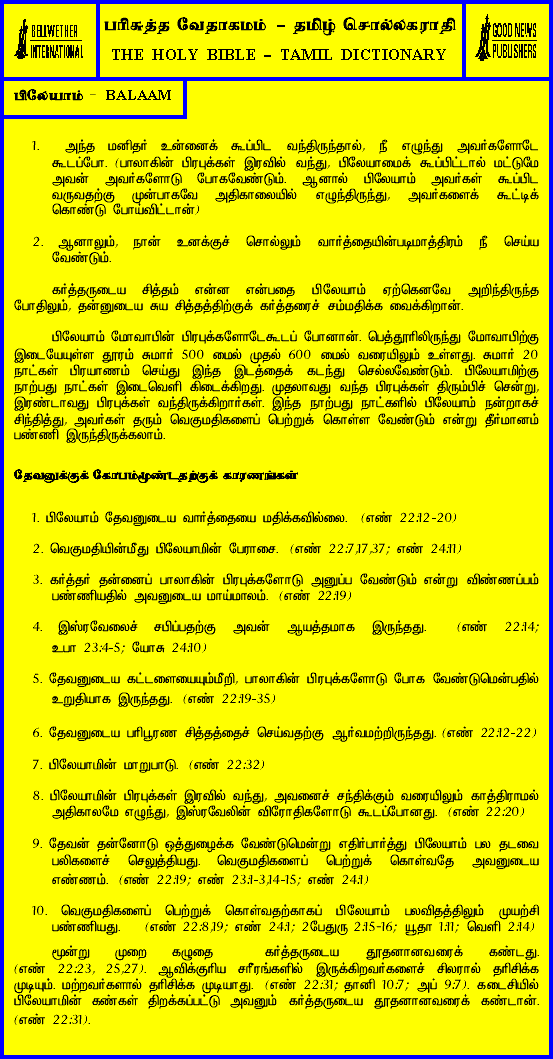 BELLWETHER
INTERNATIONAL
பரிசுத்த வேதாகமம் – தமிழ் சொல்லகராதி
THE HOLY BIBLE – TAMIL DICTIONARY
GOOD NEWS
PUBLISHERS
பிலேயாம் – BALAAM
1. அந்த மனிதர் உன்னைக் கூப்பிட வந்திருந்தால், நீ எழுந்து அவர்களோடே
கூடப்போ. (பாலாகின் பிரபுக்கள் இரவில் வந்து, பிலேயாமைக் கூப்பிட்டால் மட்டுமே
அவன் அவர்களோடு போகவேண்டும். ஆனால் பிலேயாம் அவர்கள் கூப்பிட
வருவதற்கு முன்பாகவே அதிகாலையில் எழுந்திருந்து, அவர்களைக் கூட்டிக்
கொண்டு போய்விட்டான்)
2. ஆனாலும், நான் உனக்குச் சொல்லும் வார்த்தையின்படிமாத்திரம் நீ செய்ய
வேண்டும்.
கர்த்தருடைய சித்தம் என்ன என்பதை பிலேயாம் ஏற்கெனவே அறிந்திருந்த
போதிலும், தன்னுடைய சுய சித்தத்திற்குக் கர்த்தரைச் சம்மதிக்க வைக்கிறான்.
பிலேயாம் மோவாபின் பிரபுக்களோடேகூடப் போனான். பெத்தூரிலிருந்து மோவாபிற்கு
இடையேயுள்ள தூரம் சுமார் 500 மைல் முதல் 600 மைல் வரையிலும் உள்ளது. சுமார் 20
நாட்கள் பிரயாணம் செய்து இந்த இடத்தைக் கடந்து செல்லவேண்டும். பிலேயாமிற்கு
நாற்பது நாட்கள் இடைவெளி கிடைக்கிறது. முதலாவது வந்த பிரபுக்கள் திரும்பிச் சென்று,
இரண்டாவது பிரபுக்கள் வந்திருக்கிறார்கள். இந்த நாற்பது நாட்களில் பிலேயாம் நன்றாகச்
சிந்தித்து, அவர்கள் தரும் வெகுமதிகளைப் பெற்றுக் கொள்ள வேண்டும் என்று தீர்மானம்
பண்ணி இருந்திருக்கலாம்.
தேவனுக்குக் கோபம்மூண்டதற்குக் காரணங்கள்
1. பிலேயாம் தேவனுடைய வார்த்தையை மதிக்கவில்லை. (எண் 22:12-20)
2. வெகுமதியின்மீது பிலேயாமின் பேராசை. (எண் 22:7,17,37; எண் 24:11)
3. கர்த்தர் தன்னைப் பாலாகின் பிரபுக்களோடு அனுப்ப வேண்டும் என்று விண்ணப்பம்
பண்ணியதில் அவனுடைய மாய்மாலம். (எண் 22:19)
4. இஸ்ரவேலைச் சபிப்பதற்கு அவன் ஆயத்தமாக இருந்தது. (எண் 22:14;
உபா 23:4-5; யோசு 24:10)
5. தேவனுடைய கட்டளையையும்மீறி, பாலாகின் பிரபுக்களோடு போக வேண்டுமென்பதில்
உறுதியாக இருந்தது. (எண் 22:19-35)
6. தேவனுடைய பரிபூரண சித்தத்தைச் செய்வதற்கு ஆர்வமற்றிருந்தது. (எண் 22:12-22)
7. பிலேயாமின் மாறுபாடு. (எண் 22:32)
8. பிலேயாமின் பிரபுக்கள் இரவில் வந்து, அவனைச் சந்திக்கும் வரையிலும் காத்திராமல்
அதிகாலமே எழுந்து, இஸ்ரவேலின் விரோதிகளோடு கூடப்போனது. (எண் 22:20)
9. தேவன் தன்னோடு ஒத்துழைக்க வேண்டுமென்று எதிர்பார்த்து பிலேயாம் பல தடவை
பலிகளைச் செலுத்தியது. வெகுமதிகளைப் பெற்றுக் கொள்வதே அவனுடைய
எண்ணம். (எண் 22:19; எண் 23:1-3,14-15; எண் 24:1)
10. வெகுமதிகளைப் பெற்றுக் கொள்வதற்காகப் பிலேயாம் பலவிதத்திலும் முயற்சி
பண்ணியது. (எண் 22:8,19; எண் 24:1; 2பேதுரு 2:15-16; யூதா 1:11; வெளி 2:14)
மூன்று முறை கழுதை கர்த்தருடைய தூதனானவரைக் கண்டது.
(எண் 22:23, 25,27). ஆவிக்குரிய சரீரங்களில் இருக்கிறவர்களைச் சிலரால் தரிசிக்க
முடியும். மற்றவர்களால் தரிசிக்க முடியாது. (எண் 22:31; தானி 10:7; அப் 9:7). கடைசியில்
பிலேயாமின் கண்கள் திறக்கப்பட்டு அவனும் கர்த்தருடைய தூதனானவரைக் கண்டான்.
(எண் 22:31).